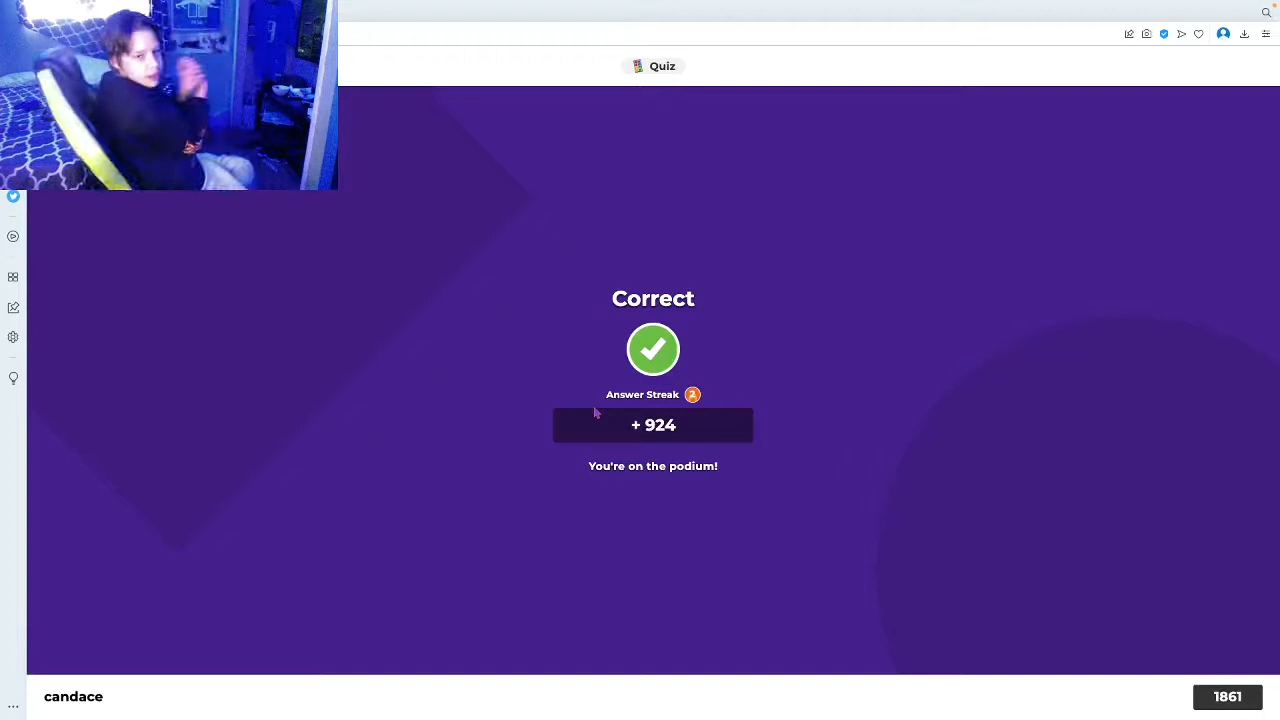 Quiz
Correct
Answer Streak 2
+ 924
You're on the podium!
candace
1861